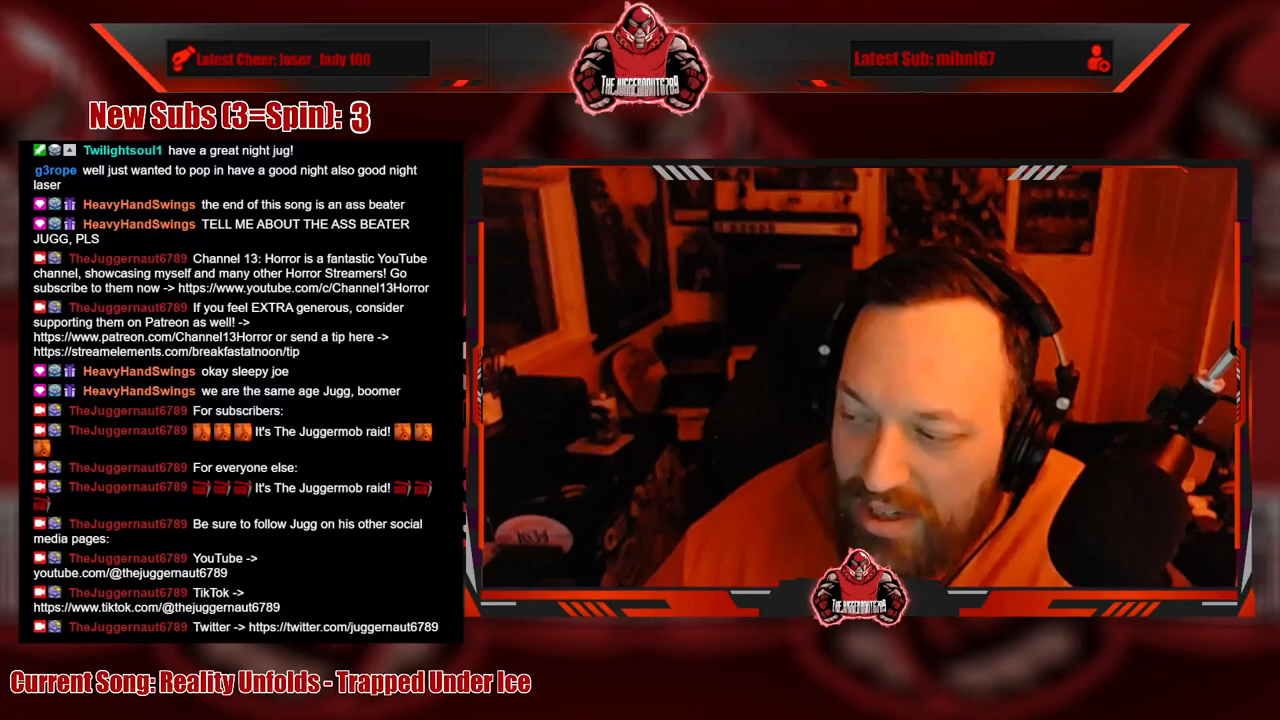 Latest Cheer: laser_lady 100
THEJUGGERNAUT6789
Latest Sub: mihni67
New Subs (3=Spin): 3
Twilightsoul1 have a great night jug!
g3rope well just wanted to pop in have a good night also good night
laser
HeavyHandSwings the end of this song is an ass beater
HeavyHandSwings TELL ME ABOUT THE ASS BEATER
JUGG, PLS
TheJuggernaut6789 Channel 13: Horror is a fantastic YouTube
channel, showcasing myself and many other Horror Streamers! Go
subscribe to them now -> https://www.youtube.com/c/Channel13Horror
TheJuggernaut6789 If you feel EXTRA generous, consider
supporting them on Patreon as well! ->
https://www.patreon.com/Channel13Horror or send a tip here ->
https://streamelements.com/breakfastatnoon/tip
HeavyHandSwings okay sleepy joe
HeavyHandSwings we are the same age Jugg, boomer
TheJuggernaut6789 For subscribers:
TheJuggernaut6789 It's The Juggermob raid!
TheJuggernaut6789 For everyone else:
TheJuggernaut6789 It's The Juggermob raid!
TheJuggernaut6789 Be sure to follow Jugg on his other social
media pages:
TheJuggernaut6789 YouTube ->
youtube.com/@thejuggernaut6789
TheJuggernaut6789 TikTok ->
https://www.tiktok.com/@thejuggernaut6789
TheJuggernaut6789 Twitter -> https://twitter.com/juggernaut6789
THEJUGGERNAUT6789
Current Song: Reality Unfolds - Trapped Under Ice